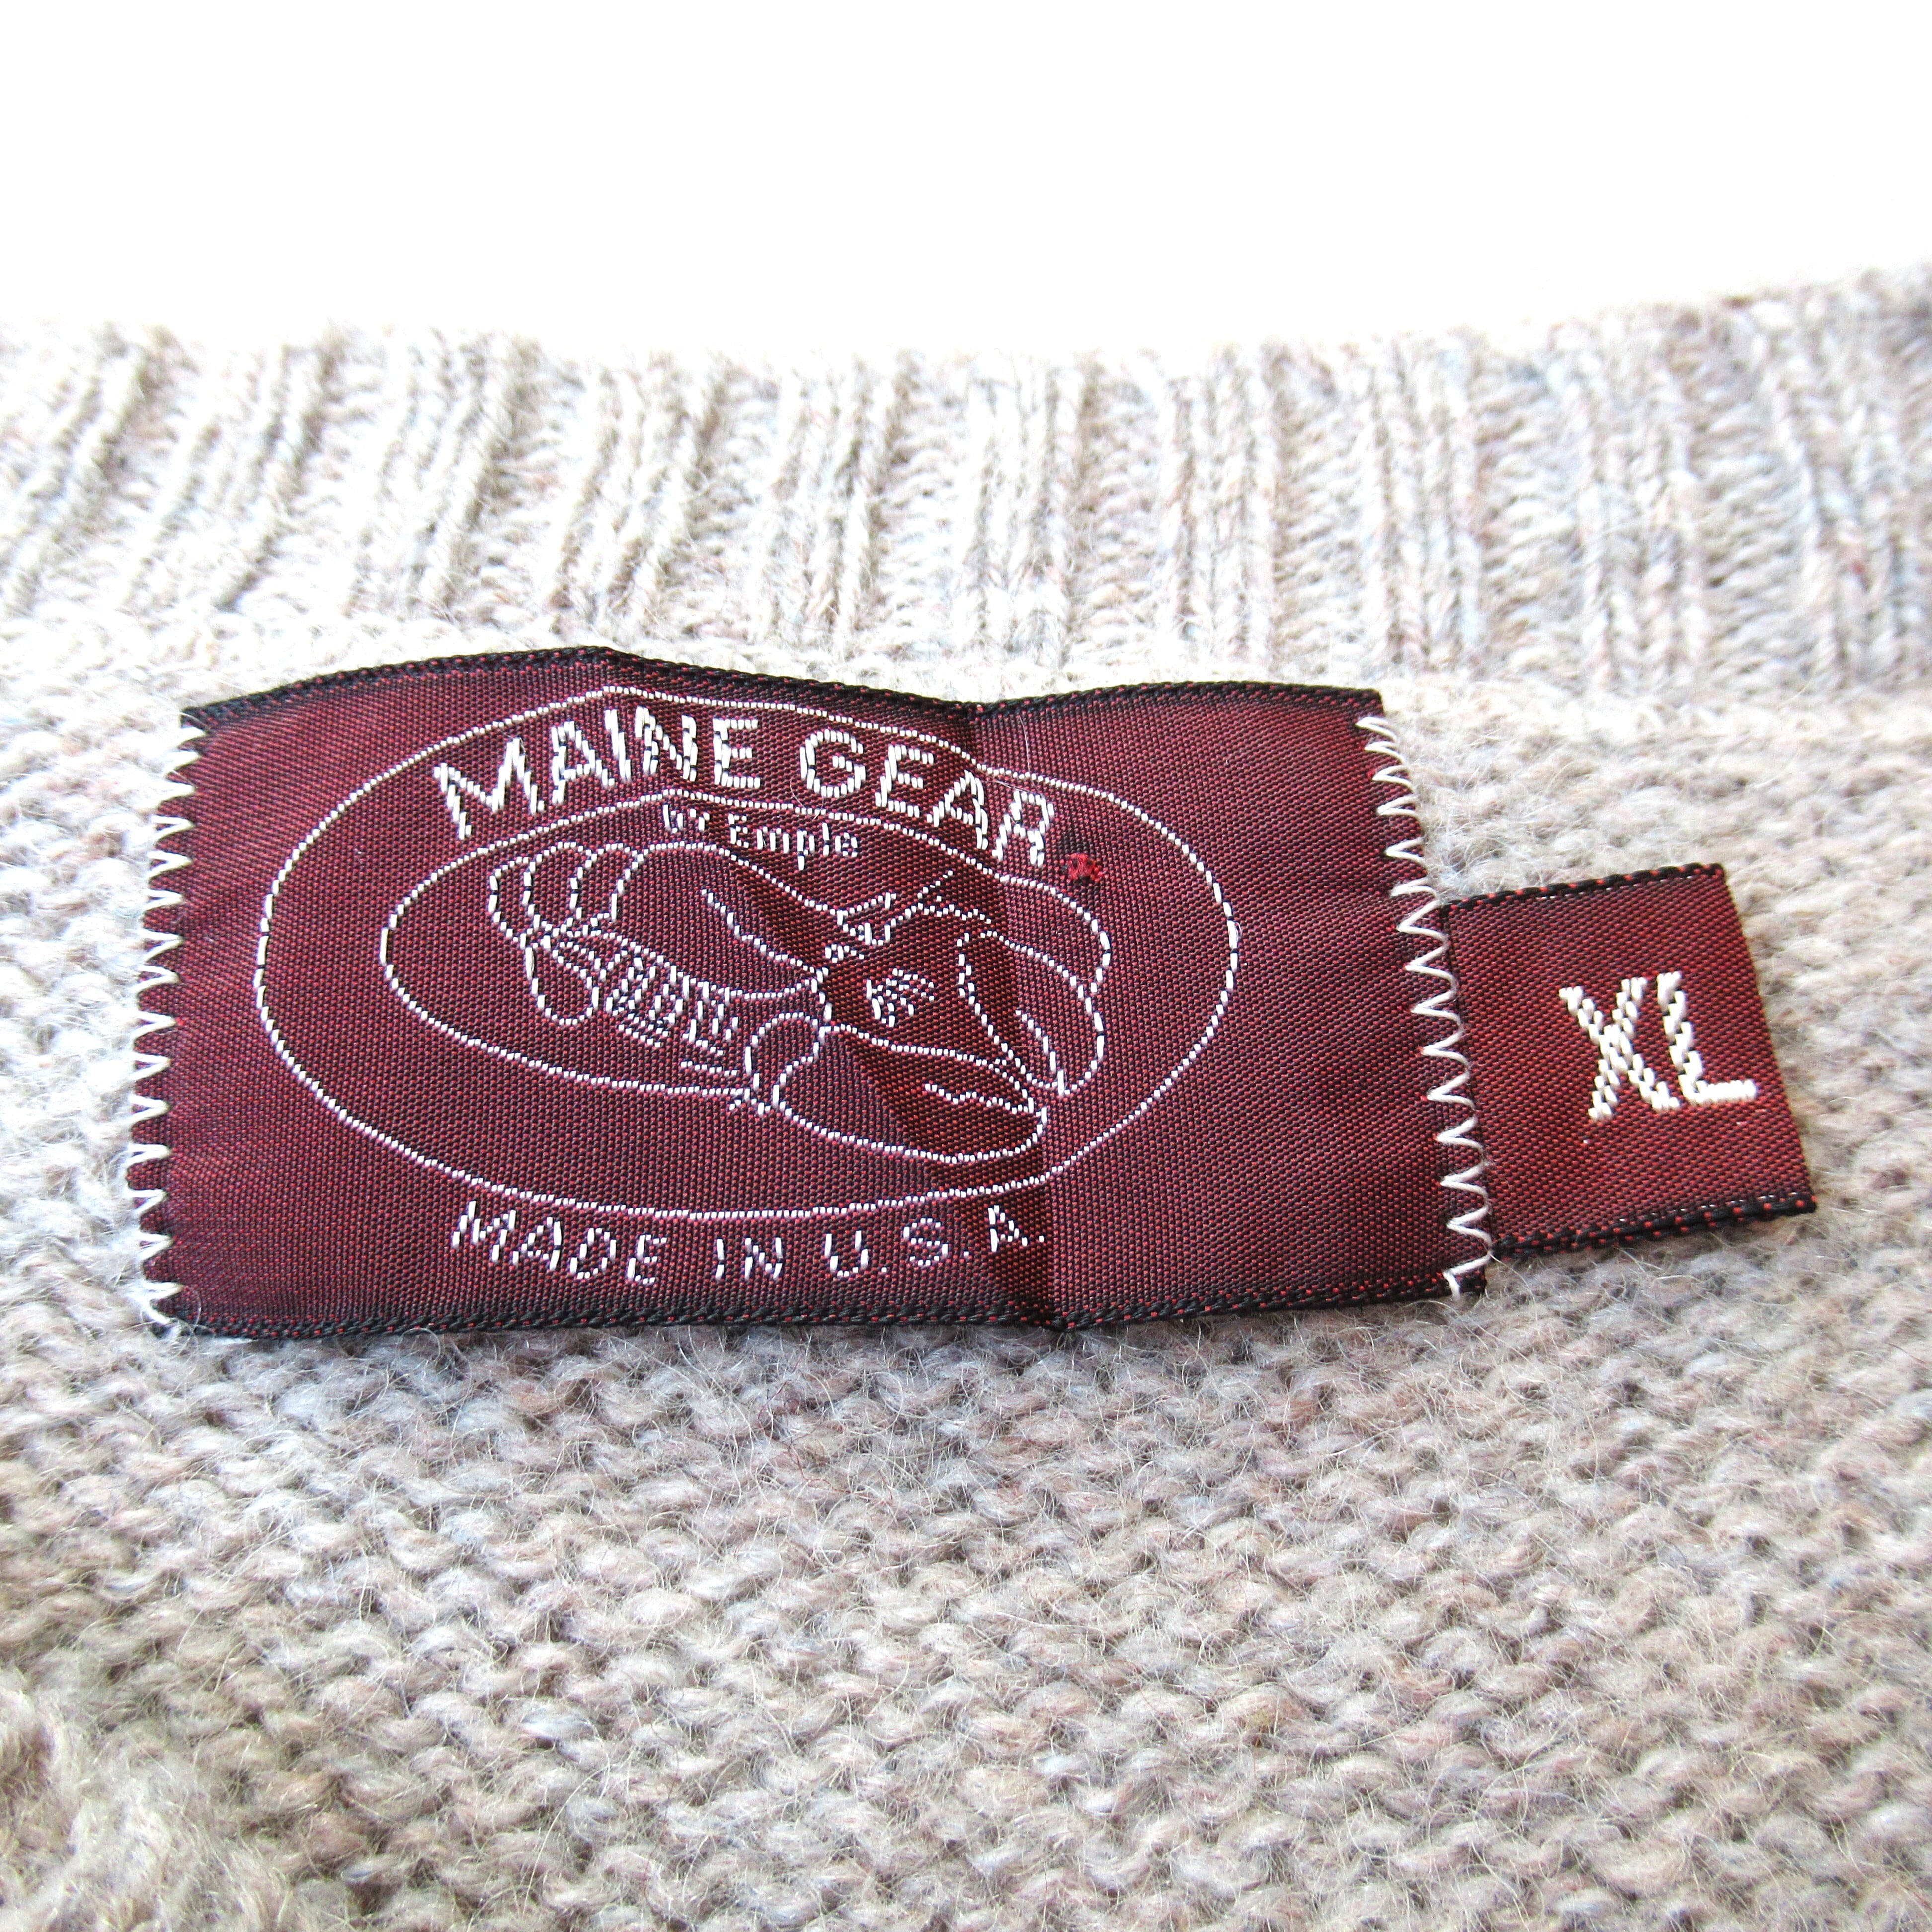 MAINE GEAR
by Emple
MADE IN U.S.A.
XL